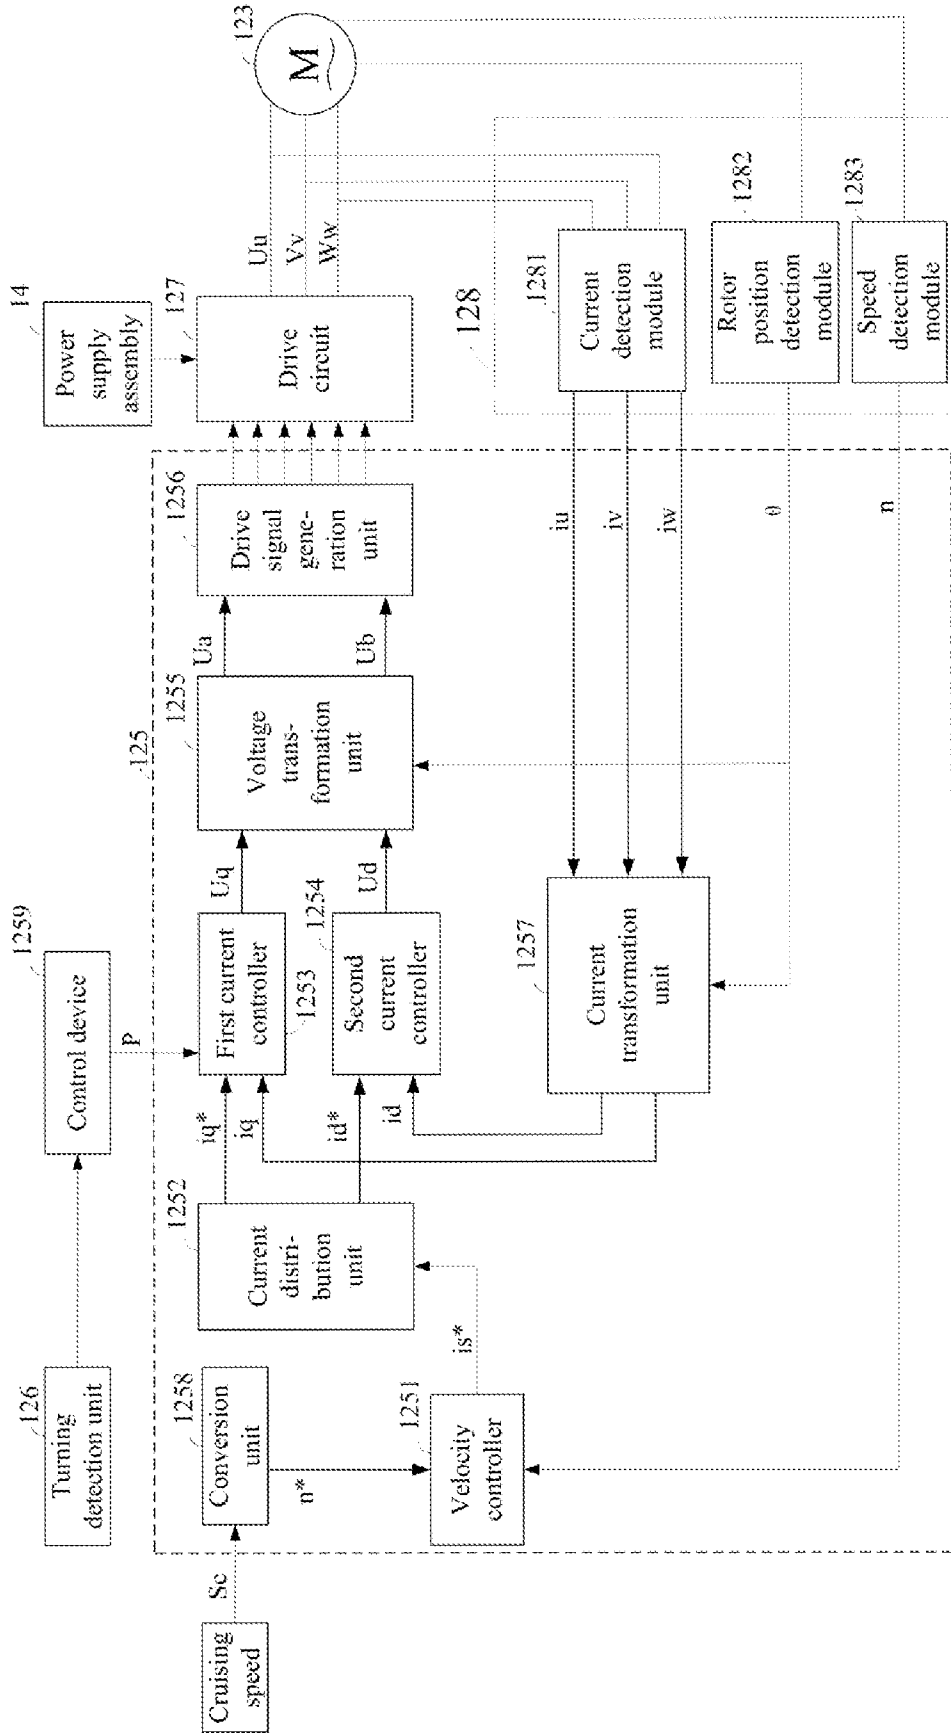 126
Turning
detection unit
1259
Control device
P
14
Power
supply
assembly
127
Drive
circuit
Uu
Vv
Ww
123
M
Cruising
speed
Sc
125
1258
Conversion
unit
n*
1251
Velocity
controller
is*
1252
Current
distri-
bution
unit
iq*
iq
id*
id
First current
controller
1253
1254
Second
current
controller
Uq
Ud
1255
Voltage
trans-
formation
unit
Ua
Ub
1256
Drive
signal
gene-
ration
unit
1257
Current
transformation
unit
iu
iv
iw
θ
n
128
1281
Current
detection
module
1282
Rotor
position
detection
module
1283
Speed
detection
module